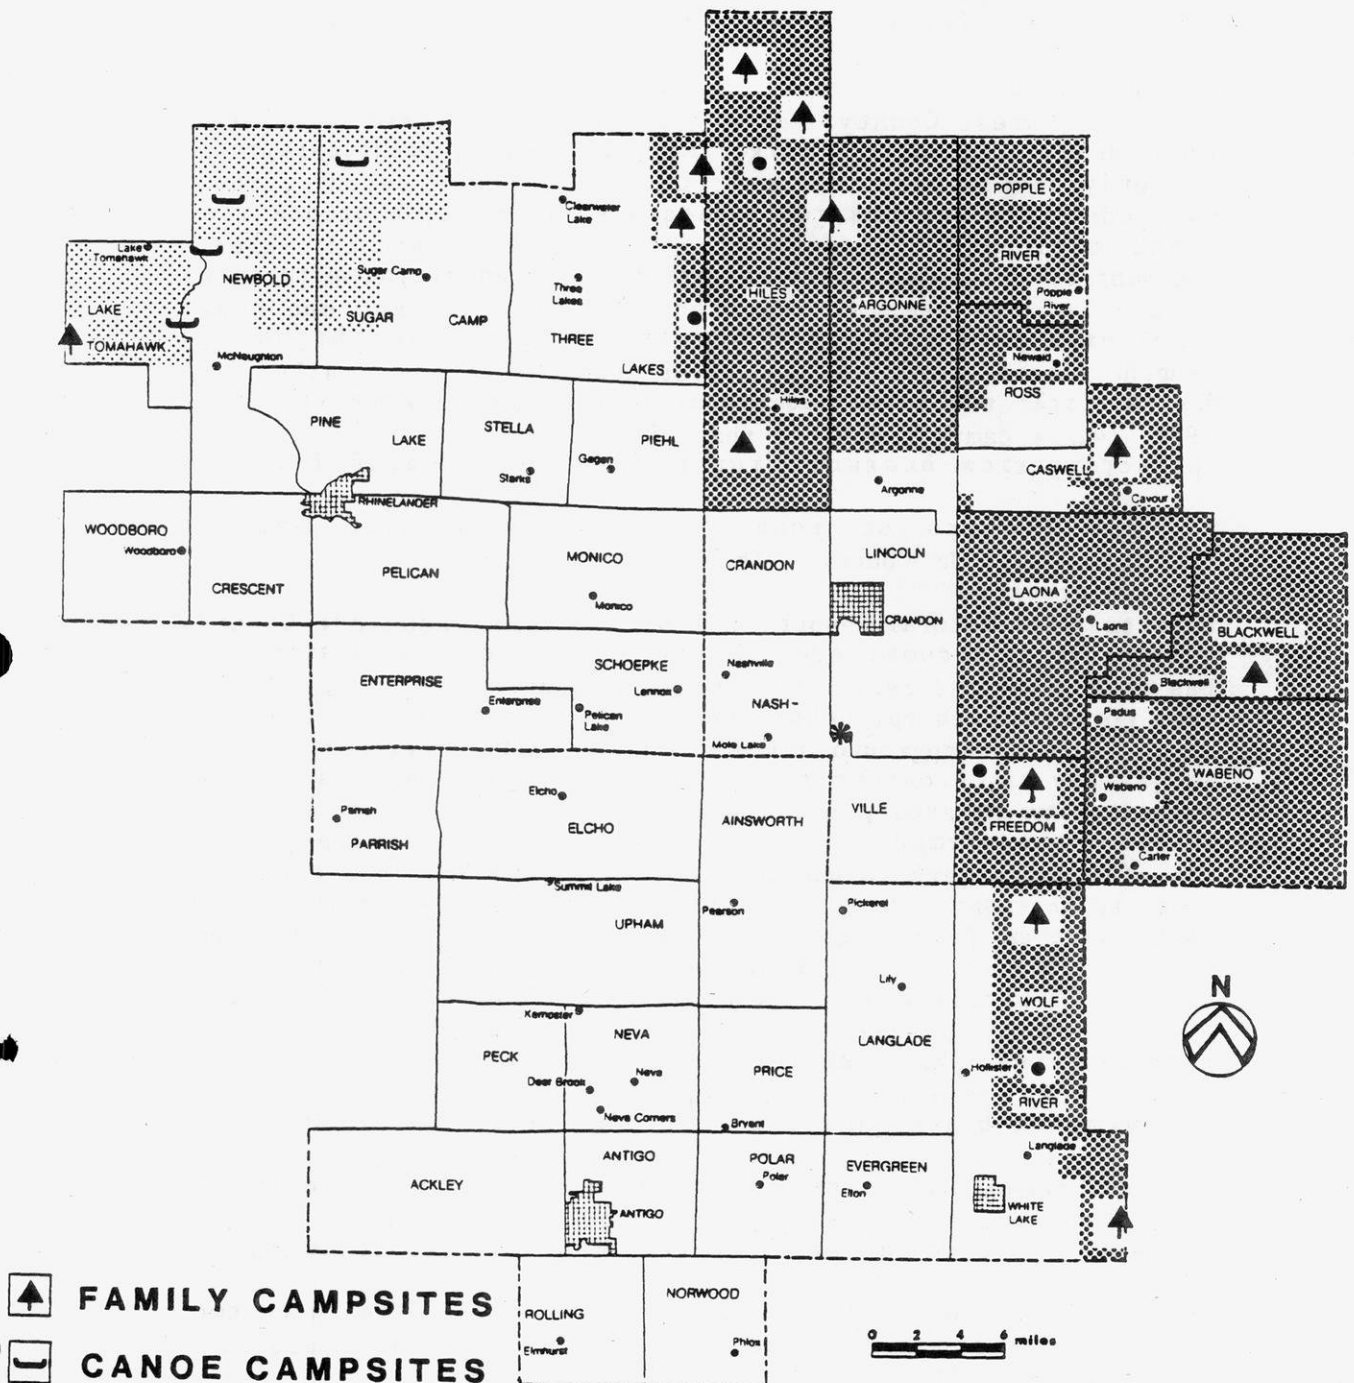 POPPLE
Clearwater
Lake
Lake
Tomahawk
RIVER
NEWBOLD
Sugar Camp
Three
Lakes
HILES
ARGONNE
Popple
River
LAKE
SUGAR
CAMP
THREE
TOMAHAWK
McNaughton
LAKES
Newald
ROSS
Hiles
PINE
LAKE
STELLA
PIEHL
Starks
Gagen
CASWELL
Argonne
Cavour
RHINELANDER
WOODBORO
Woodboro
CRESCENT
PELICAN
MONICO
Monico
CRANDON
LINCOLN
LAONA
CRANDON
Laona
BLACKWELL
ENTERPRISE
SCHOEPKE
Lennox
Nashville
Blackwell
Enterprise
Pelican
Lake
NASH-
Padus
Mole Lake
WABENO
Parrish
PARRISH
Elcho
ELCHO
AINSWORTH
VILLE
FREEDOM
Wabeno
Carter
Summit Lake
UPHAM
Pearson
Pickerel
Lily
WOLF
N
Kempster
PECK
NEVA
Deer Brook
Neva
Neva Corners
PRICE
LANGLADE
Hollister
RIVER
Bryant
ACKLEY
ANTIGO
ANTIGO
POLAR
Polar
EVERGREEN
Elton
Langlade
WHITE
LAKE
FAMILY CAMPSITES
ROLLING
Elmhurst
NORWOOD
Phlox
0 2 4 6 miles
CANOE CAMPSITES